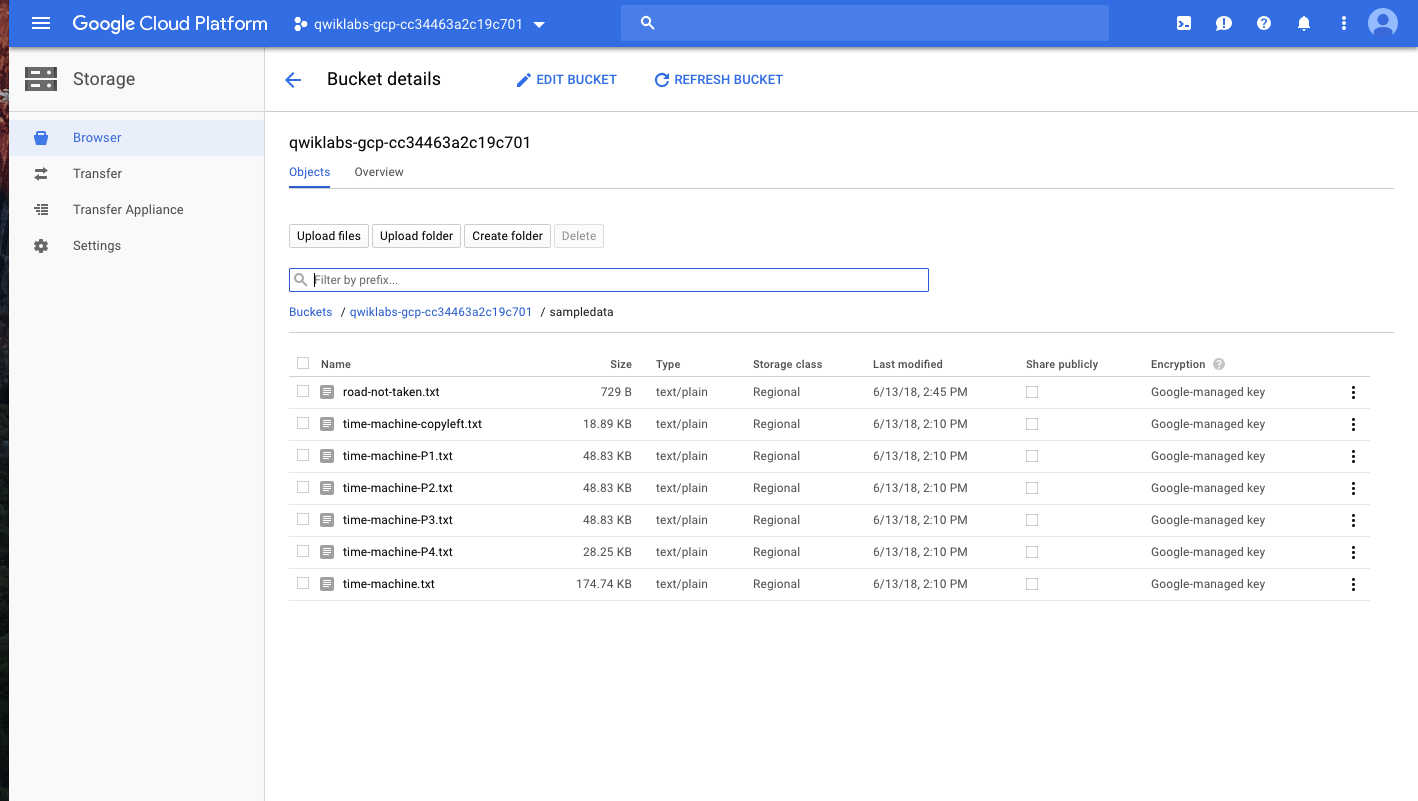 Google Cloud Platform qwiklabs-gcp-cc34463a2c19c701
Storage
Bucket details EDIT BUCKET REFRESH BUCKET
Browser
Transfer
Transfer Appliance
Settings
qwiklabs-gcp-cc34463a2c19c701
Objects Overview
Upload files Upload folder Create folder Delete
Filter by prefix...
Buckets / qwiklabs-gcp-cc34463a2c19c701 / sampledata
Name Size Type Storage class Last modified Share publicly Encryption ?
road-not-taken.txt 729 B text/plain Regional 6/13/18, 2:45 PM Google-managed key
time-machine-copyleft.txt 18.89 KB text/plain Regional 6/13/18, 2:10 PM Google-managed key
time-machine-P1.txt 48.83 KB text/plain Regional 6/13/18, 2:10 PM Google-managed key
time-machine-P2.txt 48.83 KB text/plain Regional 6/13/18, 2:10 PM Google-managed key
time-machine-P3.txt 48.83 KB text/plain Regional 6/13/18, 2:10 PM Google-managed key
time-machine-P4.txt 28.25 KB text/plain Regional 6/13/18, 2:10 PM Google-managed key
time-machine.txt 174.74 KB text/plain Regional 6/13/18, 2:10 PM Google-managed key